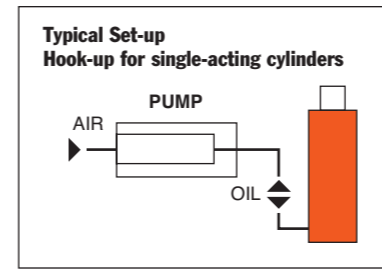 Typical Set-up
Hook-up for single-acting cylinders
PUMP
AIR
OIL